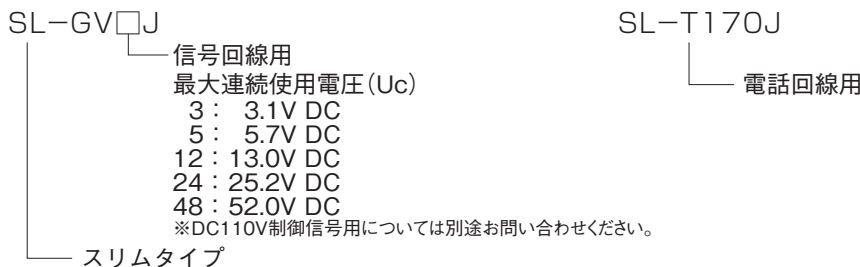 SL−GV□J
信号回線用
最大連続使用電圧(Uc)
3： 3.1V DC
5： 5.7V DC
12：13.0V DC
24：25.2V DC
48：52.0V DC
※DC110V制御信号用については別途お問い合わせください。
スリムタイプ
SL−T170J
電話回線用